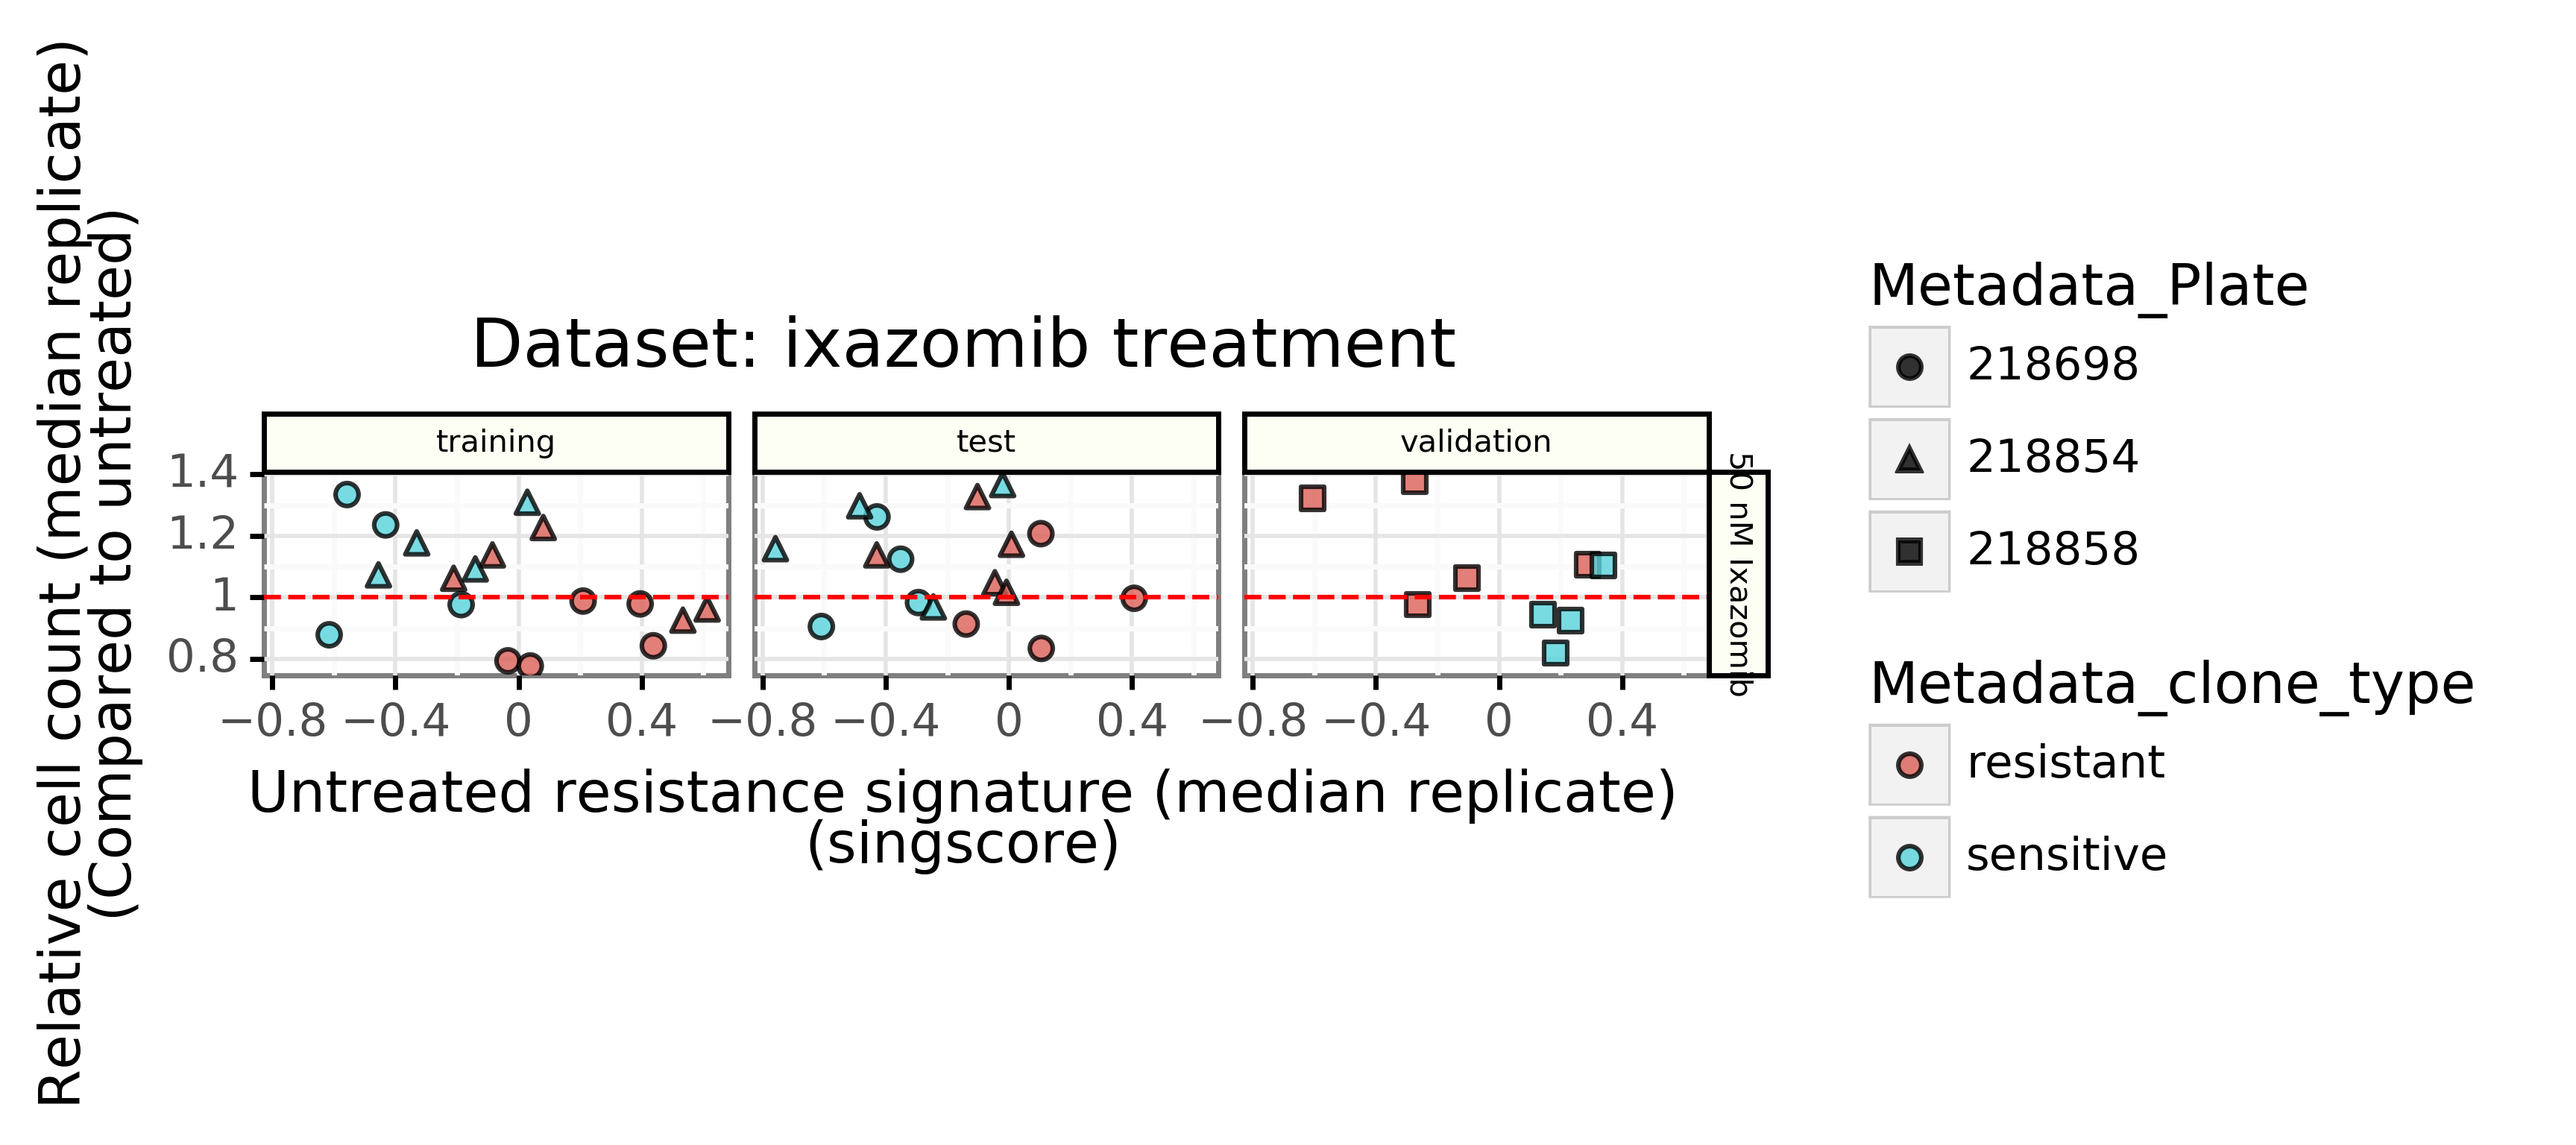 Relative cell count (median replicate)
(Compared to untreated)
Dataset: ixazomib treatment
training
test
validation
50 nM Ixazomib
1.4
1.2
1
0.8
−0.8
−0.4
0
0.4
−0.8
−0.4
0
0.4
−0.8
−0.4
0
0.4
Untreated resistance signature (median replicate)
(singscore)
Metadata_Plate
218698
218854
218858
Metadata_clone_type
resistant
sensitive